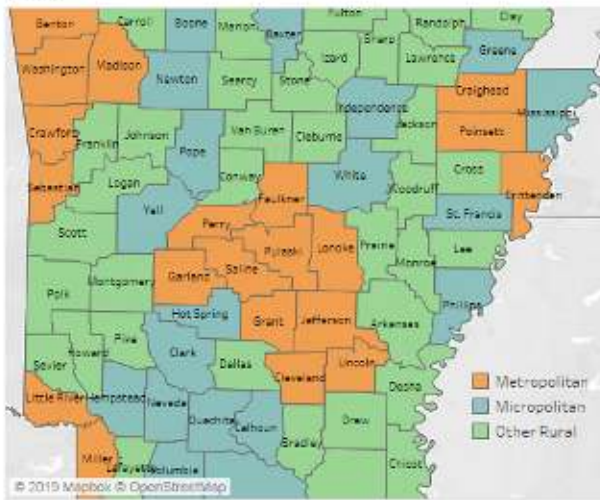 Benton
Carroll
Boone
Marion
Baxter
Fulton
Randolph
Clay
Washington
Madison
Newton
Searcy
Stone
Izard
Sharp
Lawrence
Greene
Craighead
Mississippi
Crawford
Franklin
Johnson
Pope
Van Buren
Cleburne
Independence
Jackson
Poinsett
Sebastian
Logan
Conway
Faulkner
White
Woodruff
Cross
Crittenden
Scott
Yell
Perry
Pulaski
Lonoke
Prairie
Monroe
St. Francis
Lee
Polk
Montgomery
Garland
Saline
Hot Spring
Grant
Jefferson
Arkansas
Phillips
Sevier
Howard
Pike
Clark
Dallas
Cleveland
Lincoln
Desha
Little River
Hempstead
Nevada
Ouachita
Calhoun
Bradley
Drew
Miller
Lafayette
Columbia
Chicot
Metropolitan
Micropolitan
Other Rural
© 2019 Mapbox © OpenStreetMap